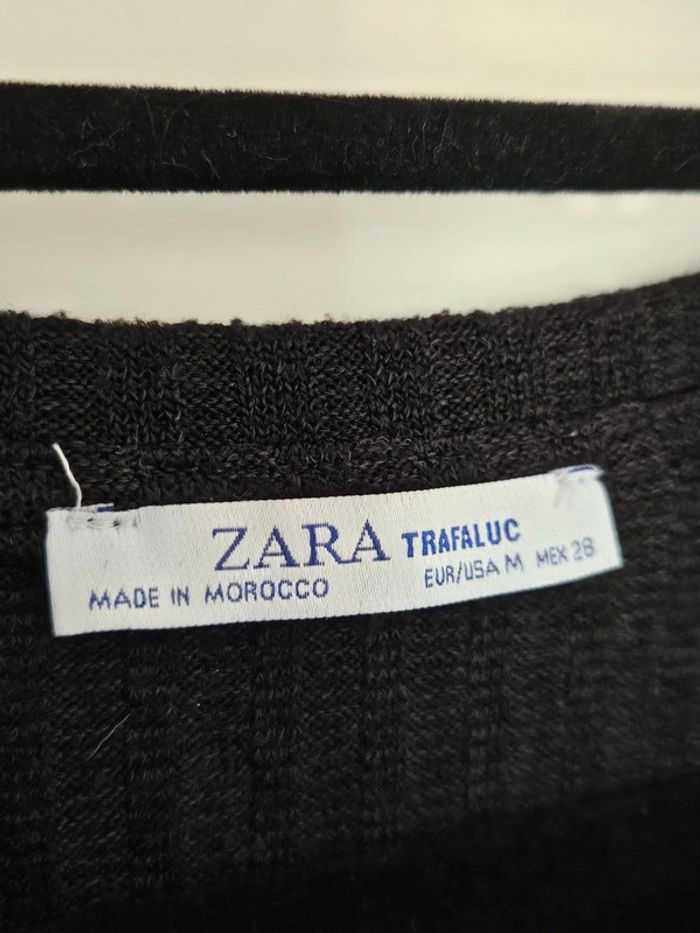 ZARA TRAFALUC
MADE IN MOROCCO EUR/USA M MEX 28